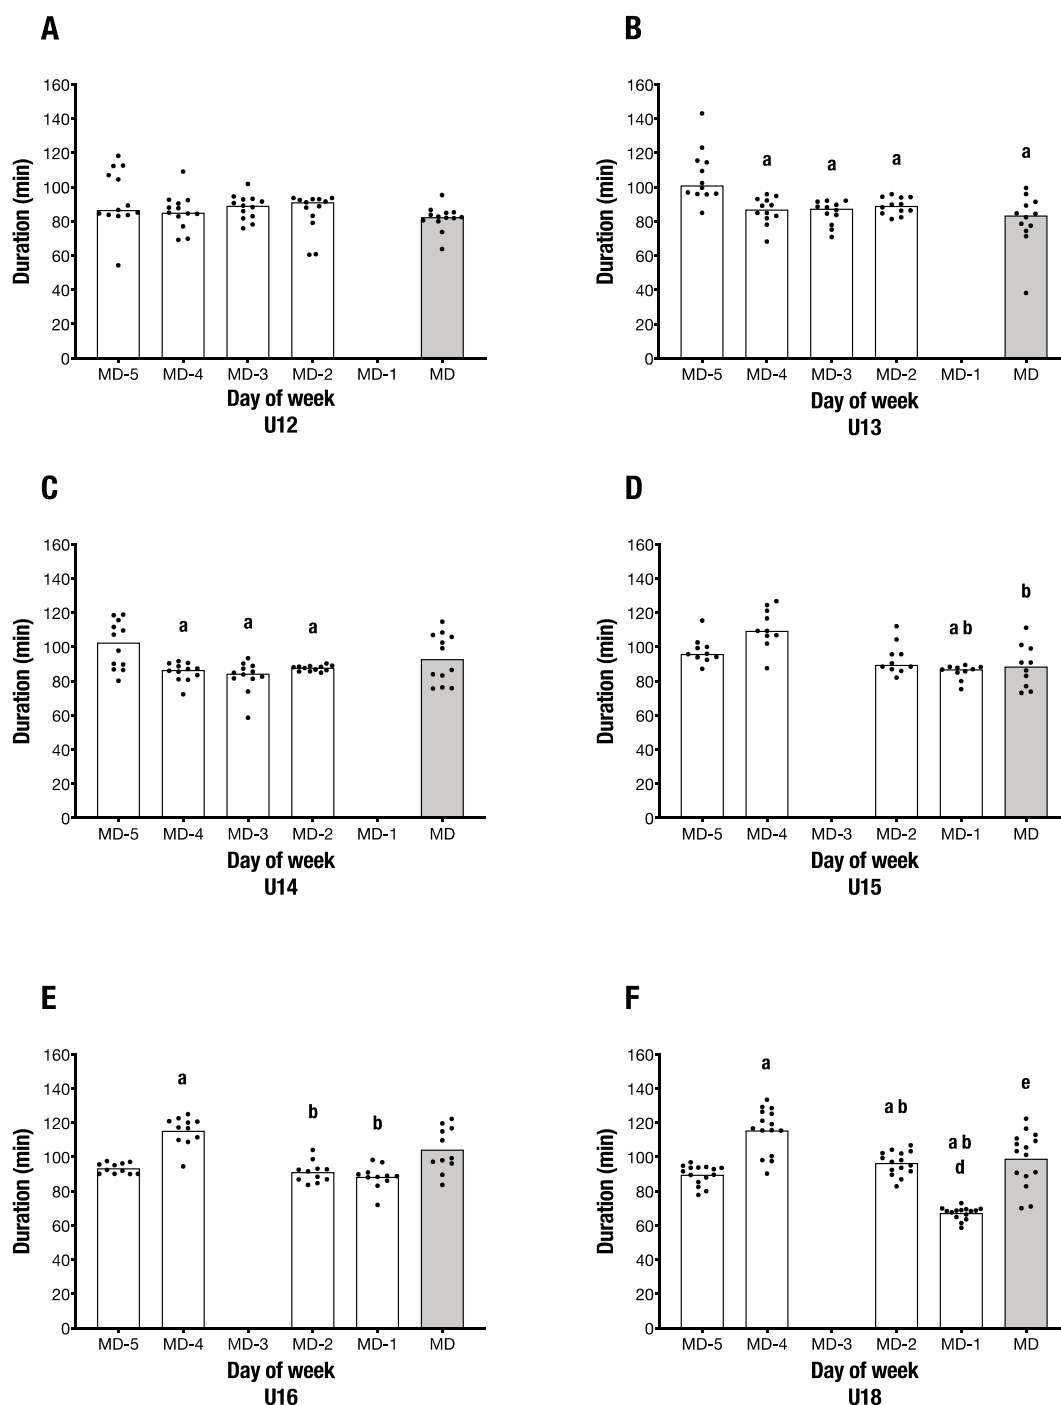 A
160
140
120
100
80
60
40
20
0
Duration (min)
MD-5 MD-4 MD-3 MD-2 MD-1 MD
Day of week
U12
B
160
140
120
100
80
60
40
20
0
Duration (min)
a a a a
MD-5 MD-4 MD-3 MD-2 MD-1 MD
Day of week
U13
C
160
140
120
100
80
60
40
20
0
Duration (min)
a a a
MD-5 MD-4 MD-3 MD-2 MD-1 MD
Day of week
U14
D
160
140
120
100
80
60
40
20
0
Duration (min)
b
a b
MD-5 MD-4 MD-3 MD-2 MD-1 MD
Day of week
U15
E
160
140
120
100
80
60
40
20
0
Duration (min)
a
b b
MD-5 MD-4 MD-3 MD-2 MD-1 MD
Day of week
U16
F
160
140
120
100
80
60
40
20
0
Duration (min)
a
e
a b
a b
d
MD-5 MD-4 MD-3 MD-2 MD-1 MD
Day of week
U18